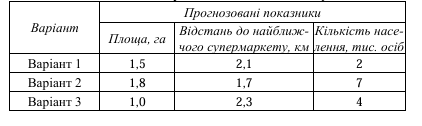 Варіант
Прогнозовані показники
Площа, га
Відстань до найближ-
чого супермаркету, км
Кількість насе-
лення, тис. осіб
Варіант 1 1,5 2,1 2
Варіант 2 1,8 1,7 7
Варіант 3 1,0 2,3 4